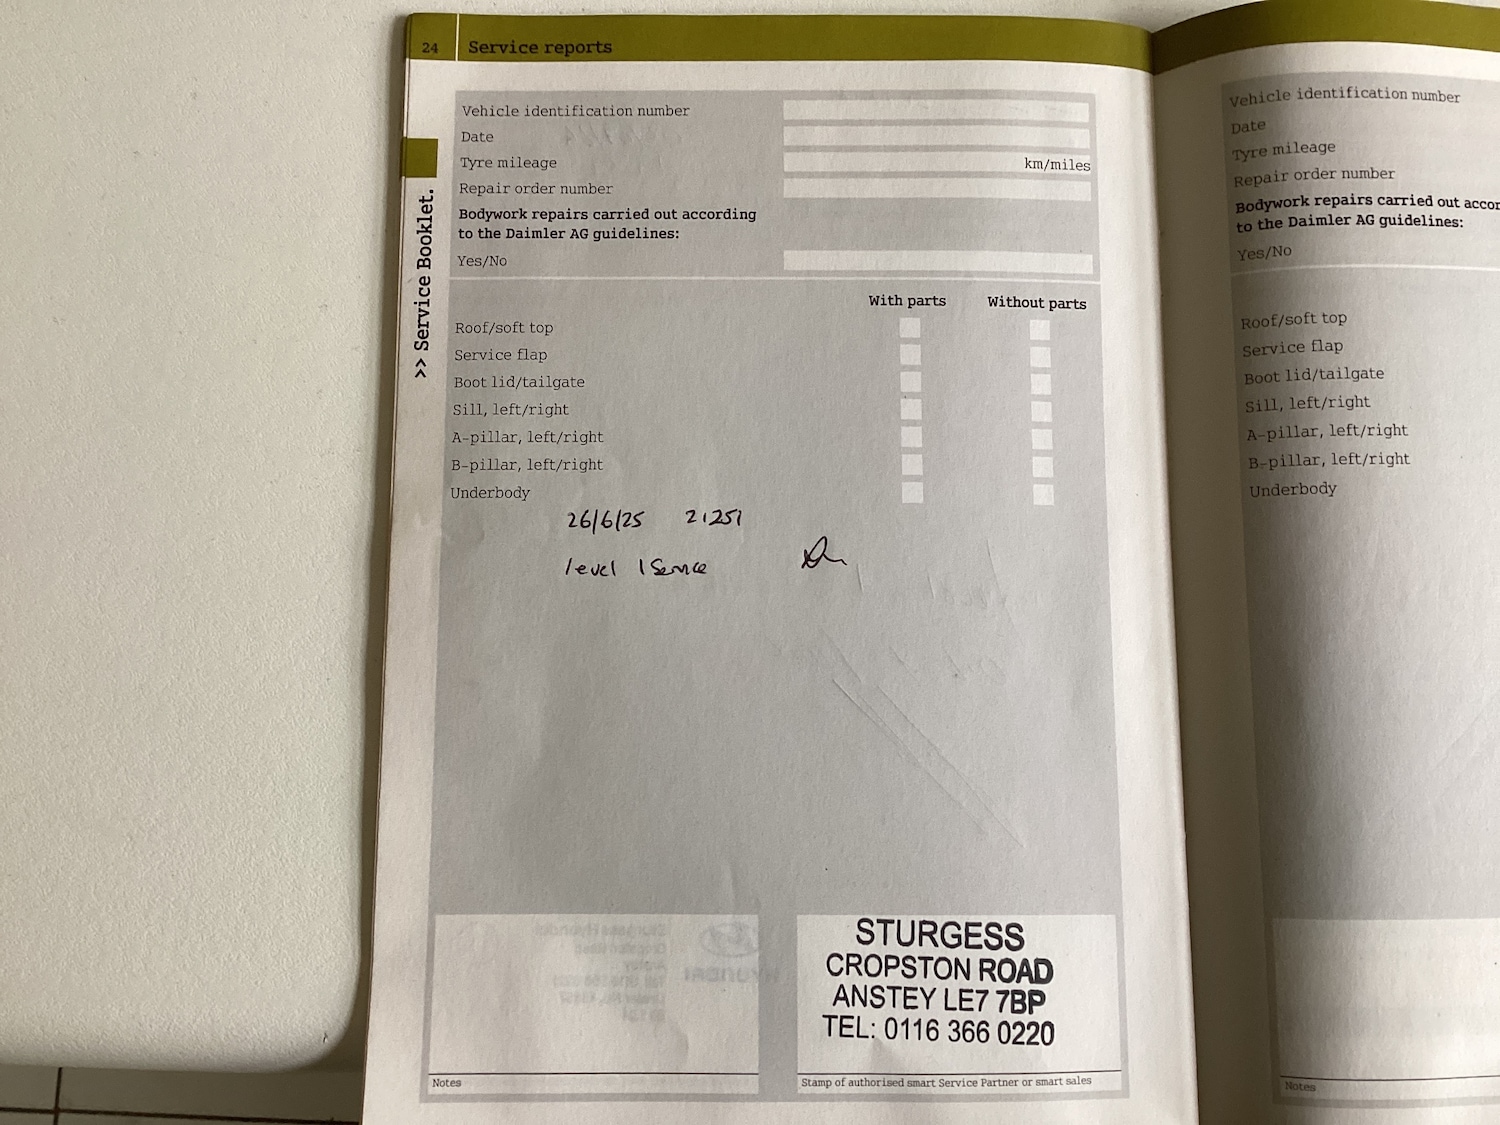 24 Service reports
>> Service Booklet.
Vehicle identification number
Date
Tyre mileage km/miles
Repair order number
Bodywork repairs carried out according
to the Daimler AG guidelines:
Yes/No
With parts Without parts
Roof/soft top
Service flap
Boot lid/tailgate
Sill, left/right
A-pillar, left/right
B-pillar, left/right
Underbody
26/6/25 21251
level 1 Service
STURGESS
CROPSTON ROAD
ANSTEY LE7 7BP
TEL: 0116 366 0220
Notes
Stamp of authorised smart Service Partner or smart sales
Vehicle identification number
Date
Tyre mileage
Repair order number
Bodywork repairs carried out accor
to the Daimler AG guidelines:
Yes/No
Roof/soft top
Service flap
Boot lid/tailgate
Sill, left/right
A-pillar, left/right
B-pillar, left/right
Underbody
Notes